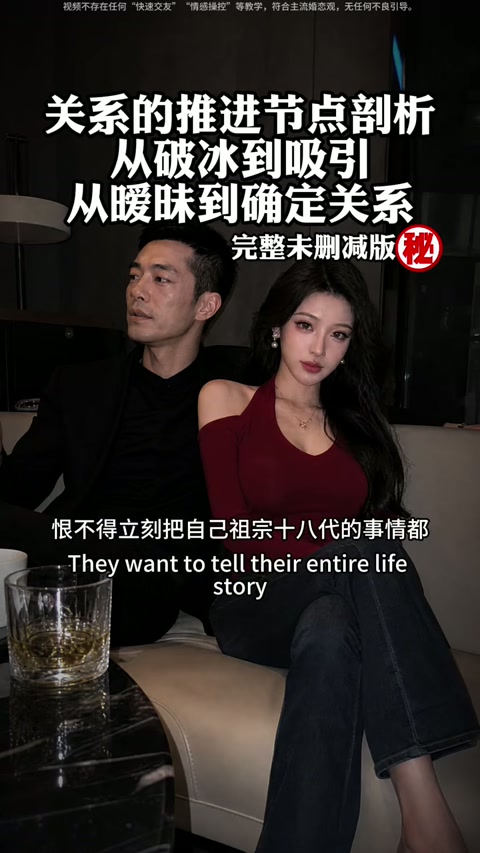 视频不存在任何“快速交友”“情感操控”等教学，符合主流婚恋观，无任何不良引导。
关系的推进节点剖析
从破冰到吸引
从暧昧到确定关系
完整未删减版 秘
恨不得立刻把自己祖宗十八代的事情都
They want to tell their entire life
story